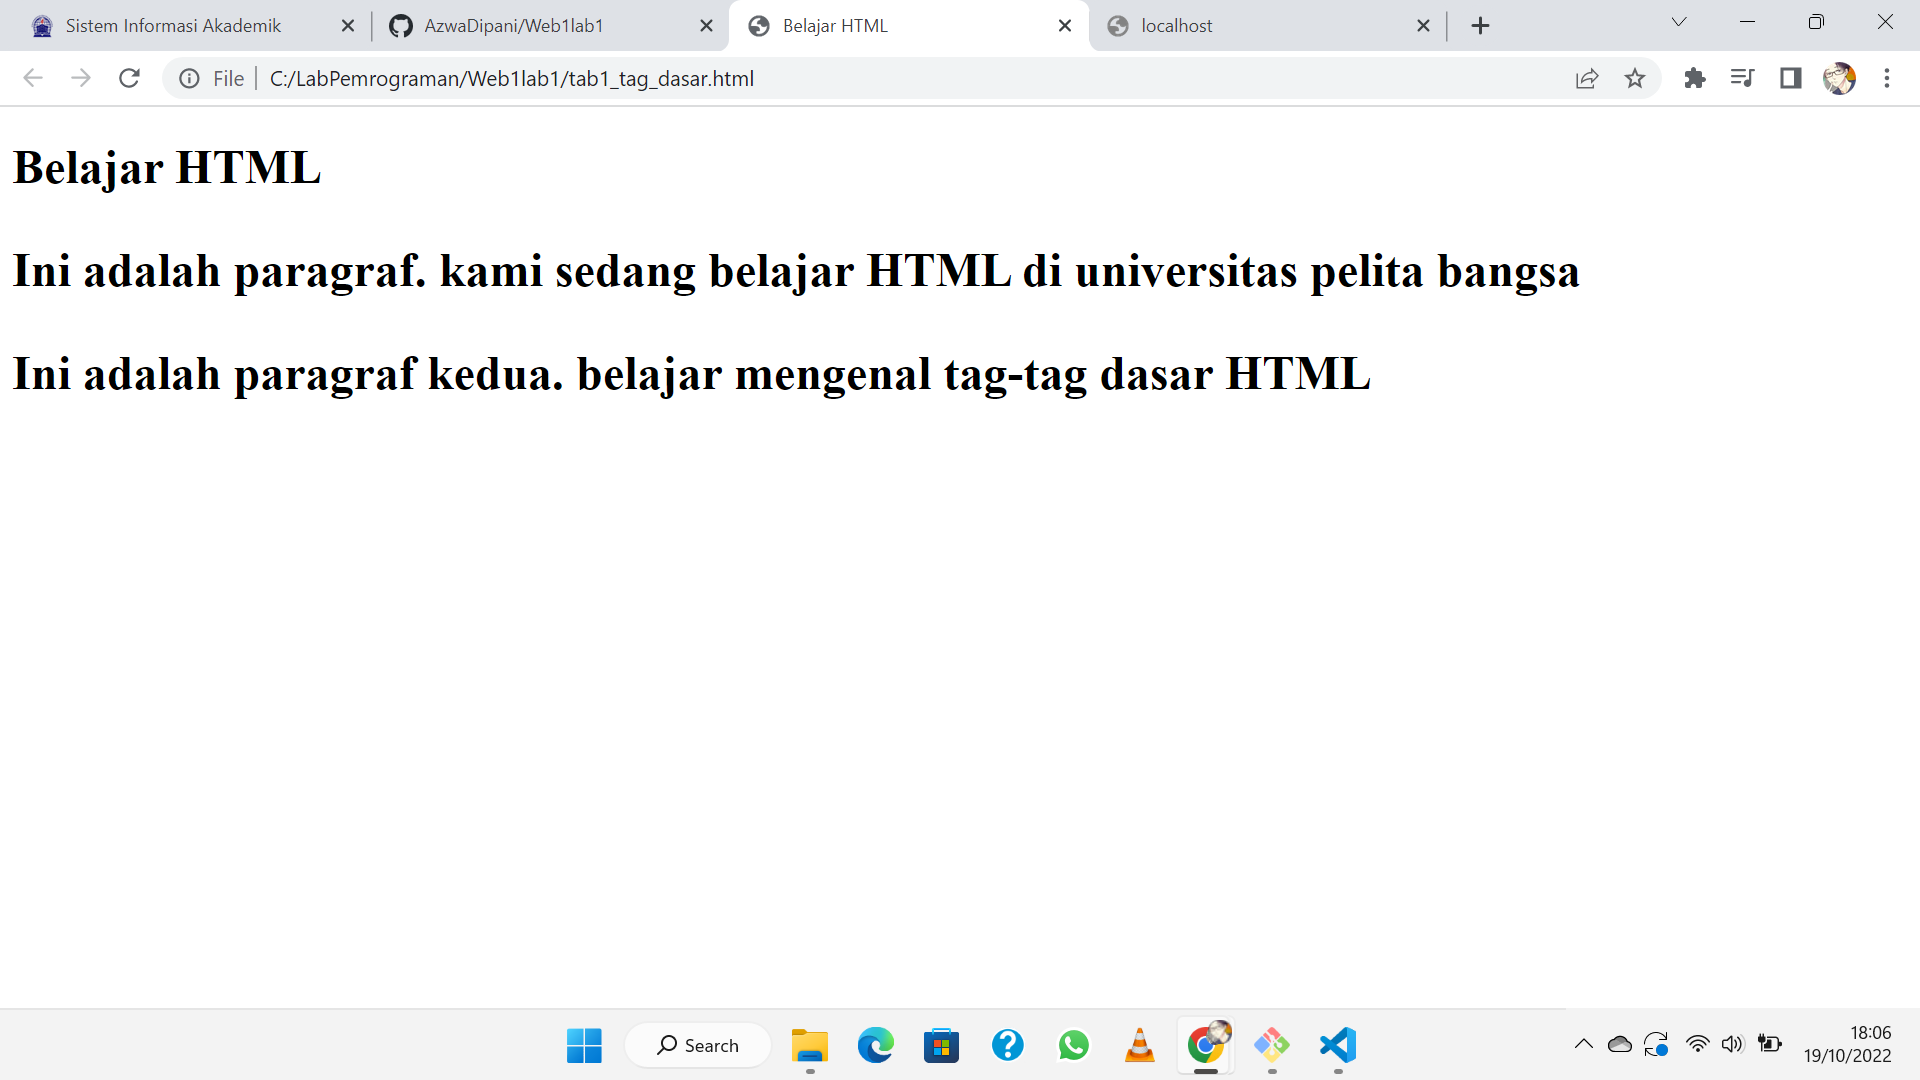 Sistem Informasi Akademik
AzwaDipani/Web1lab1
Belajar HTML
localhost
File
C:/LabPemrograman/Web1lab1/tab1_tag_dasar.html
Belajar HTML
Ini adalah paragraf. kami sedang belajar HTML di universitas pelita bangsa
Ini adalah paragraf kedua. belajar mengenal tag-tag dasar HTML
Search
18:06
19/10/2022